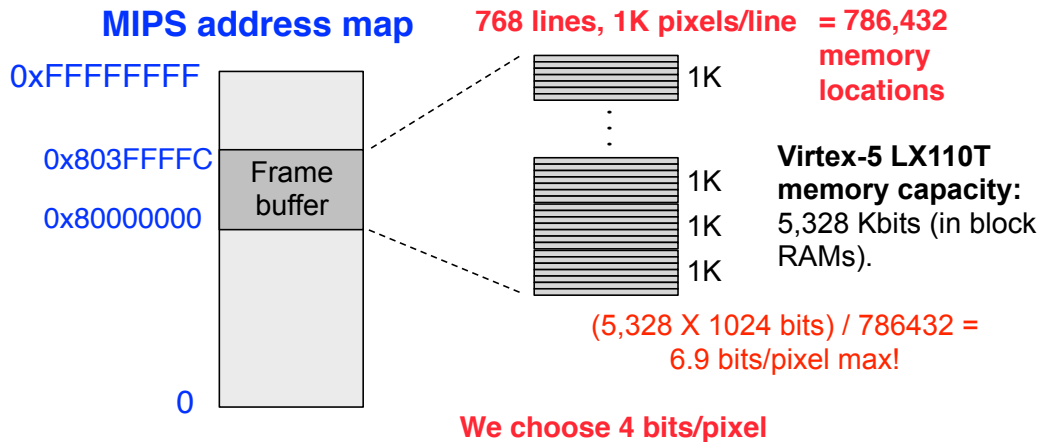 MIPS address map
768 lines, 1K pixels/line = 786,432
memory
locations
0xFFFFFFFF
1K
0x803FFFFC
Frame
buffer
0x80000000
1K
1K
1K
Virtex-5 LX110T
memory capacity:
5,328 Kbits (in block
RAMs).
(5,328 X 1024 bits) / 786432 =
6.9 bits/pixel max!
0
We choose 4 bits/pixel